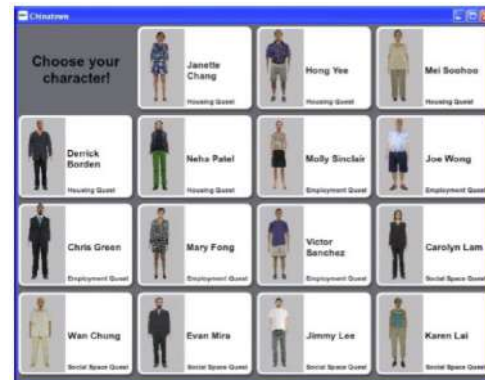 Chinatown
Choose your
character!
Janette
Chang
Housing Quest
Hong Yee
Housing Quest
Mei Soohoo
Housing Quest
Derrick
Borden
Housing Quest
Neha Patel
Housing Quest
Molly Sinclair
Employment Quest
Joe Wong
Employment Quest
Chris Green
Employment Quest
Mary Fong
Employment Quest
Victor
Sanchez
Employment Quest
Carolyn Lam
Social Space Quest
Wan Chung
Social Space Quest
Evan Mira
Social Space Quest
Jimmy Lee
Social Space Quest
Karen Lai
Social Space Quest